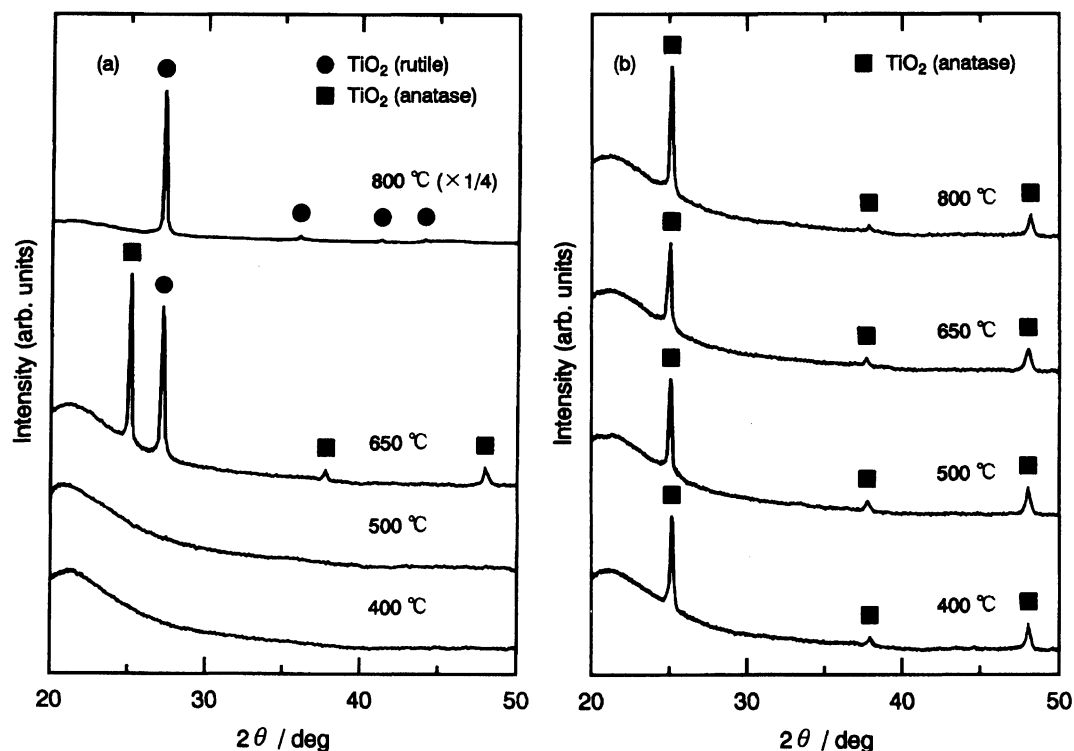 (a)
● TiO₂ (rutile)
■ TiO₂ (anatase)
800 ℃ (×1/4)
650 ℃
500 ℃
400 ℃
Intensity (arb. units)
20 30 40 50
2θ / deg
(b)
■ TiO₂ (anatase)
800 ℃
650 ℃
500 ℃
400 ℃
Intensity (arb. units)
20 30 40 50
2θ / deg